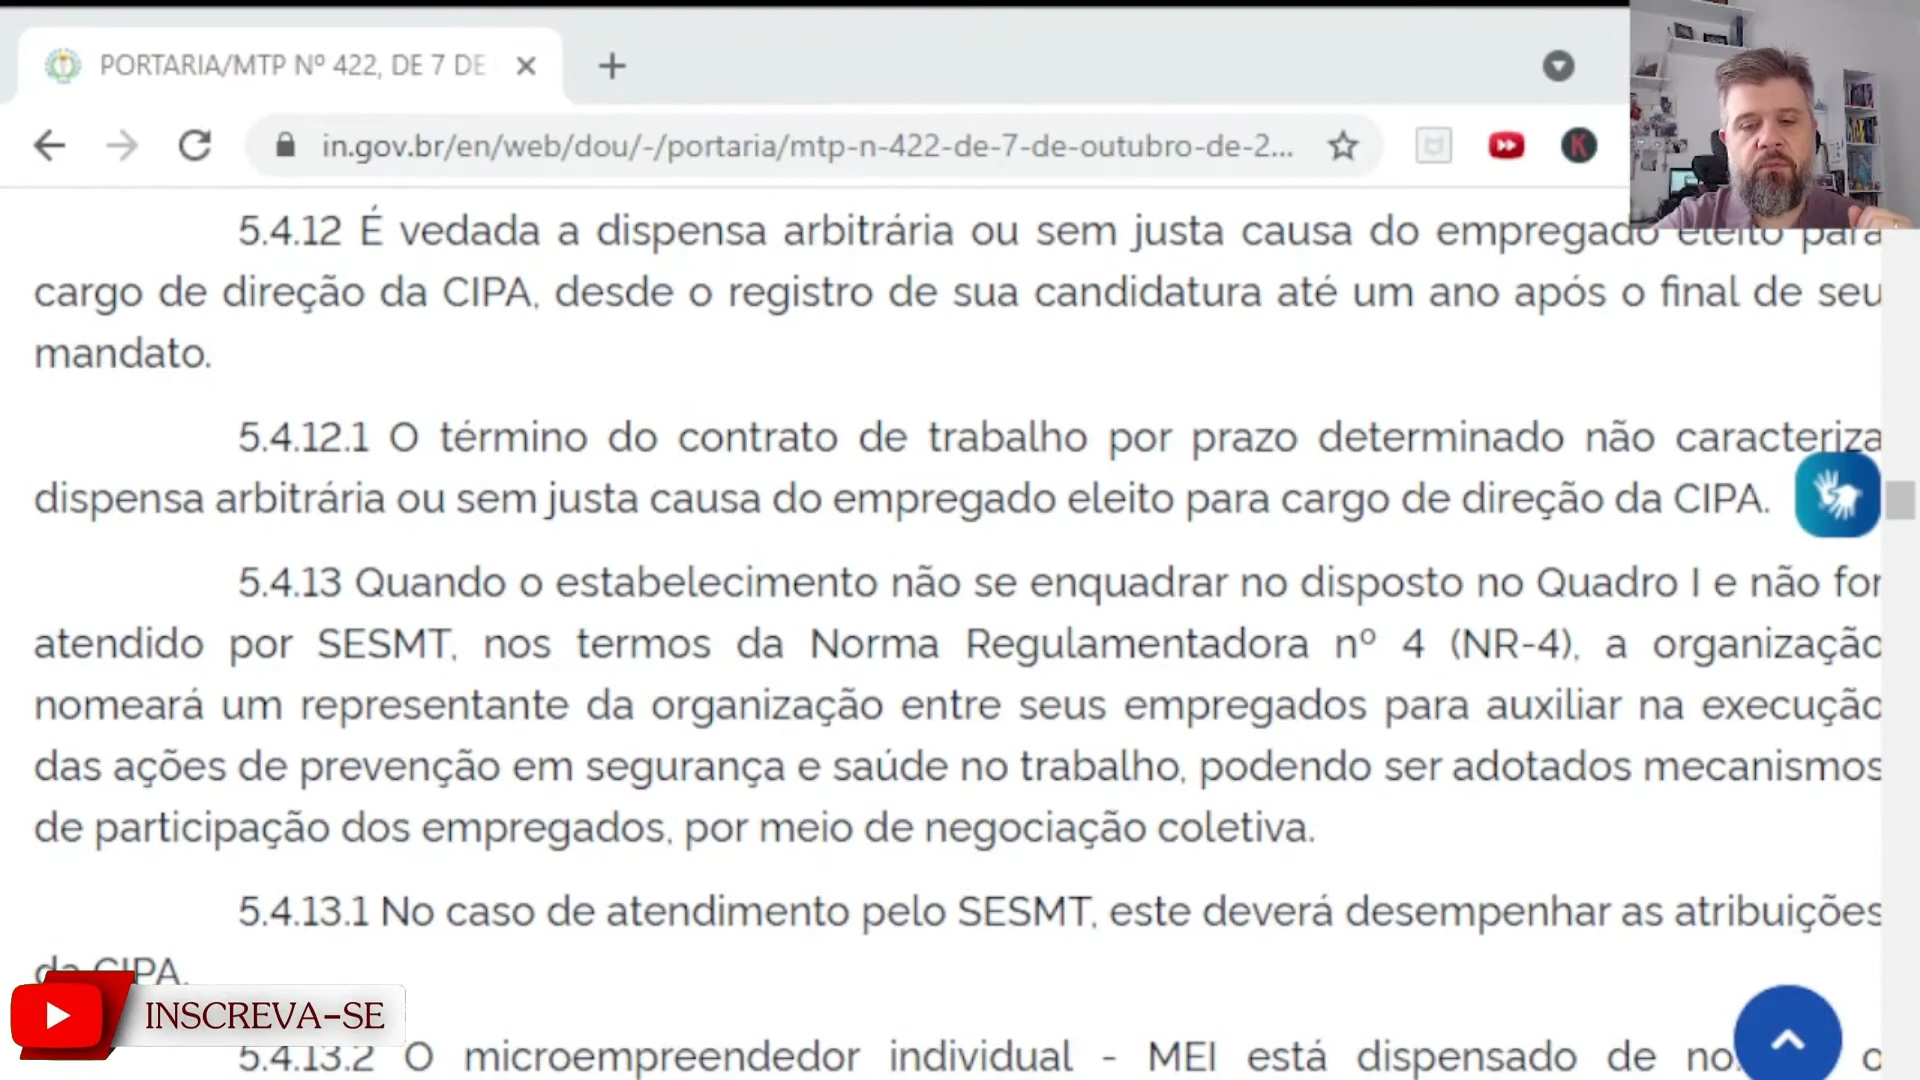 PORTARIA/MTP Nº 422, DE 7 DE
in.gov.br/en/web/dou/-/portaria/mtp-n-422-de-7-de-outubro-de-2...
K
5.4.12 É vedada a dispensa arbitrária ou sem justa causa do empregado eleito para
cargo de direção da CIPA, desde o registro de sua candidatura até um ano após o final de seu
mandato.
5.4.12.1 O término do contrato de trabalho por prazo determinado não caracteriza
dispensa arbitrária ou sem justa causa do empregado eleito para cargo de direção da CIPA.
5.4.13 Quando o estabelecimento não se enquadrar no disposto no Quadro I e não for
atendido por SESMT, nos termos da Norma Regulamentadora nº 4 (NR-4), a organização
nomeará um representante da organização entre seus empregados para auxiliar na execução
das ações de prevenção em segurança e saúde no trabalho, podendo ser adotados mecanismos
de participação dos empregados, por meio de negociação coletiva.
5.4.13.1 No caso de atendimento pelo SESMT, este deverá desempenhar as atribuições
da CIPA.
INSCREVA-SE
5.4.13.2 O microempreendedor individual - MEI está dispensado de